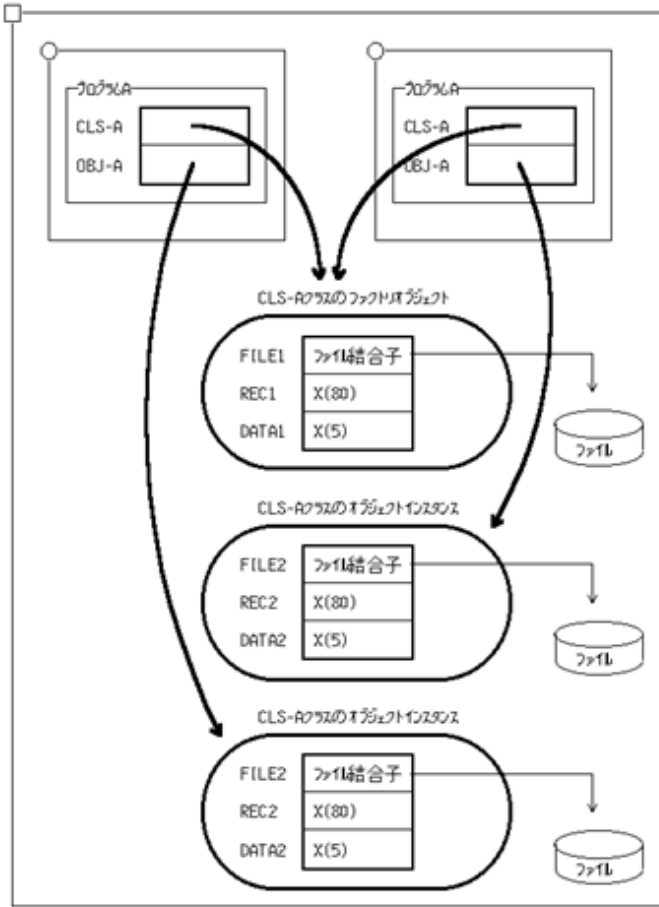 プログラムA
プログラムA
CLS-A
CLS-A
OBJ-A
OBJ-A
CLS-Aクラスのファクトリオブジェクト
FILE1 ファイル結合子
REC1 X(80)
DATA1 X(5)
ファイル
CLS-Aクラスのオブジェクトインスタンス
FILE2 ファイル結合子
REC2 X(80)
DATA2 X(5)
ファイル
CLS-Aクラスのオブジェクトインスタンス
FILE2 ファイル結合子
REC2 X(80)
DATA2 X(5)
ファイル